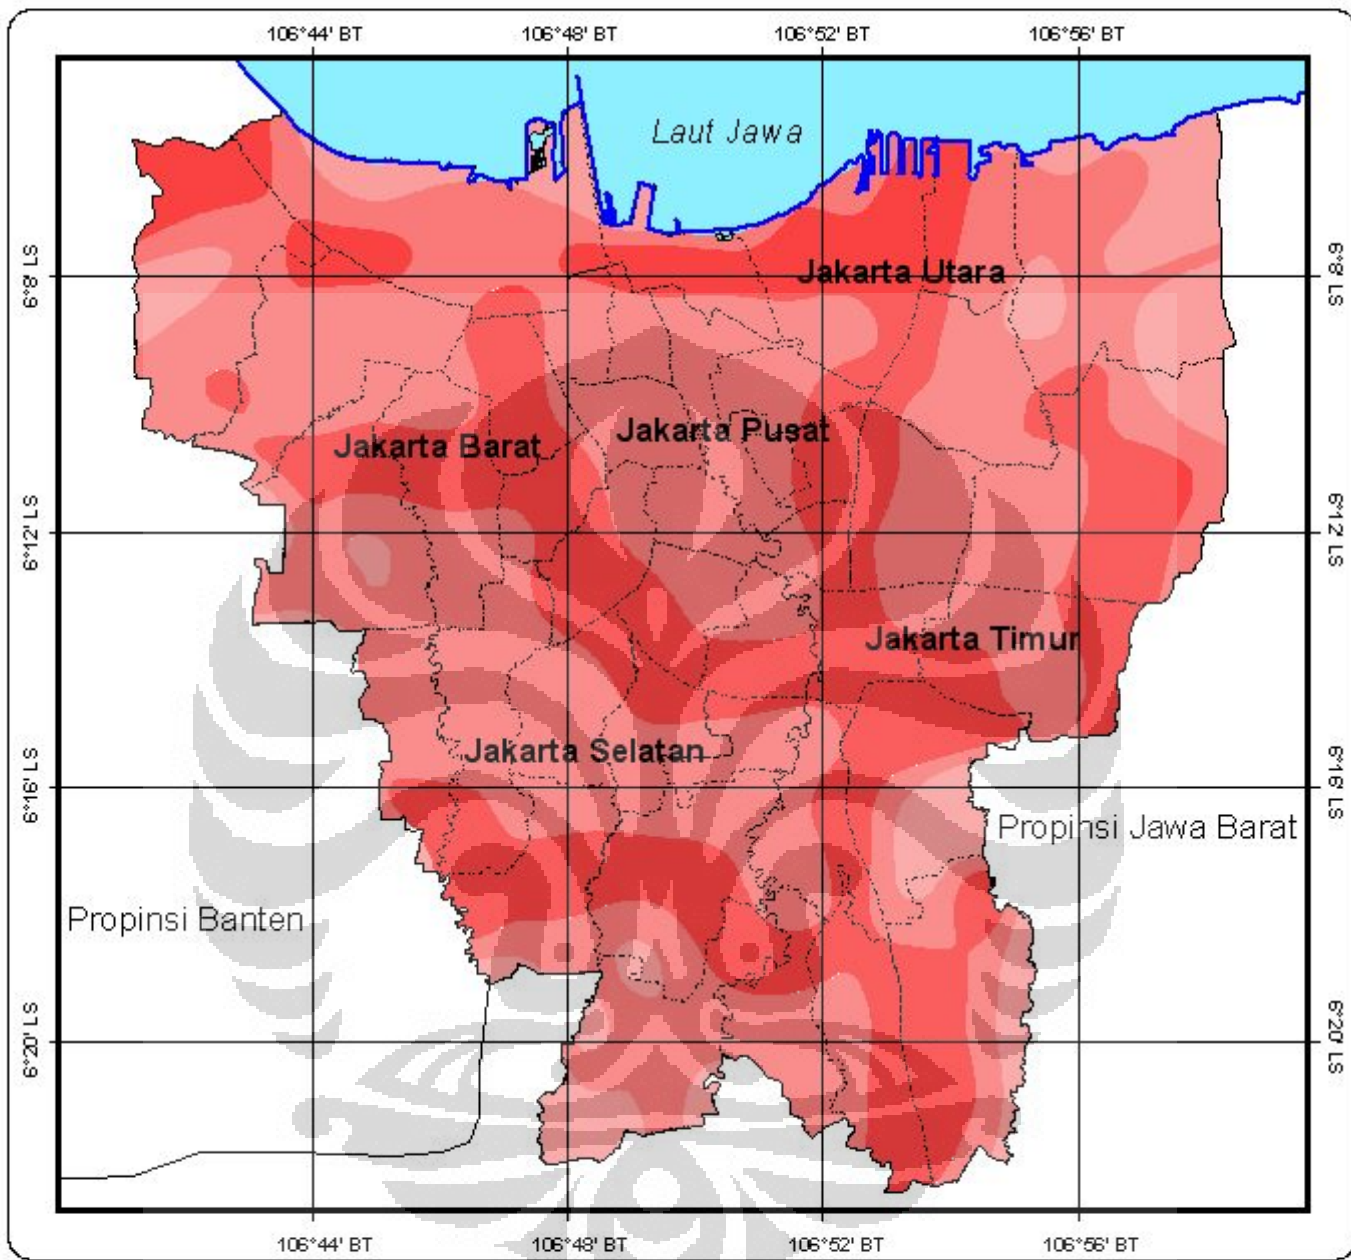 106°44' BT
106°48' BT
106°52' BT
106°56' BT
Laut Jawa
6°8' LS
Jakarta Utara
6°8' LS
Jakarta Barat
Jakarta Pusat
6°12' LS
6°12' LS
Jakarta Timur
Jakarta Selatan
6°16' LS
6°16' LS
Propinsi Jawa Barat
Propinsi Banten
6°20' LS
6°20' LS
106°44' BT
106°48' BT
106°52' BT
106°56' BT